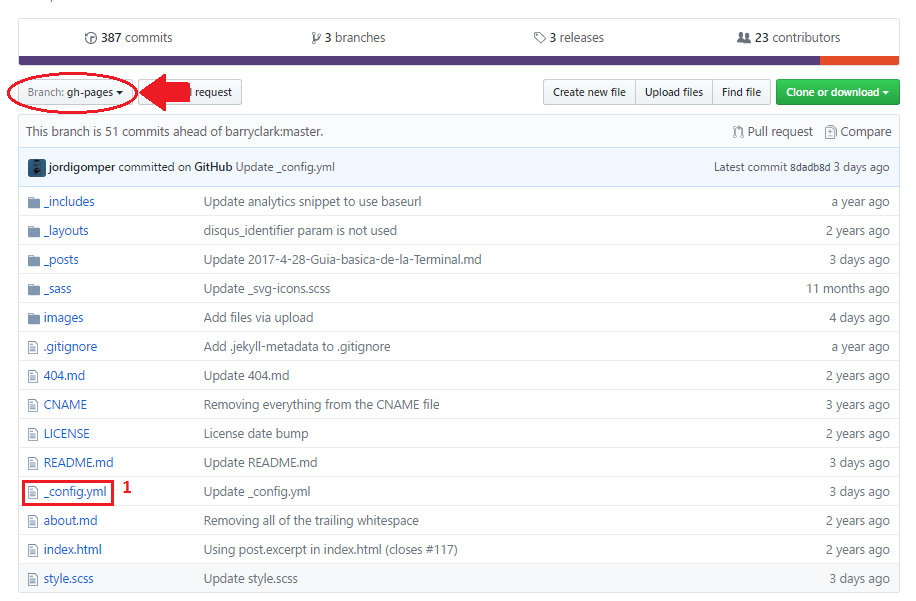 387 commits 3 branches 3 releases 23 contributors
Branch: gh-pages request Create new file Upload files Find file Clone or download
This branch is 51 commits ahead of barryclark:master. Pull request Compare
jordigomper committed on GitHub Update _config.yml Latest commit 8dadb8d 3 days ago
_includes Update analytics snippet to use baseurl a year ago
_layouts disqus_identifier param is not used 2 years ago
_posts Update 2017-4-28-Guia-basica-de-la-Terminal.md 3 days ago
_sass Update _svg-icons.scss 11 months ago
images Add files via upload 4 days ago
.gitignore Add .jekyll-metadata to .gitignore a year ago
404.md Update 404.md 2 years ago
CNAME Removing everything from the CNAME file 3 years ago
LICENSE License date bump 2 years ago
README.md Update README.md 3 days ago
_config.yml 1 Update _config.yml 3 days ago
about.md Removing all of the trailing whitespace 2 years ago
index.html Using post.excerpt in index.html (closes #117) 2 years ago
style.scss Update style.scss 3 days ago